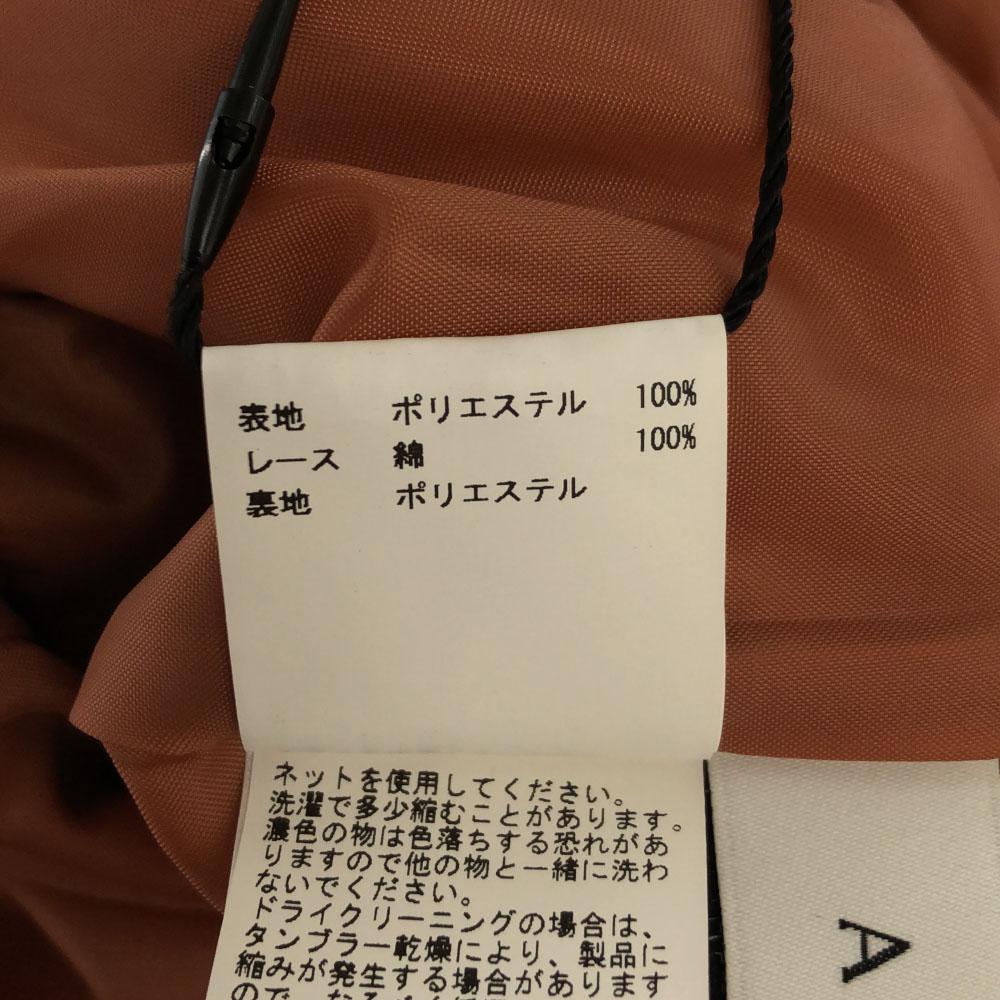 表地 ポリエステル 100%
レース 綿 100%
裏地 ポリエステル
ネットを使用してください。
洗濯で多少縮むことがあります。
濃色の物は色落ちする恐れがあ
りますので他の物と一緒に洗わ
ないでください。
ドライクリーニングの場合は、
タンブラー乾燥により、製品に
縮みが発生する場合があります
ので、なるべく
A